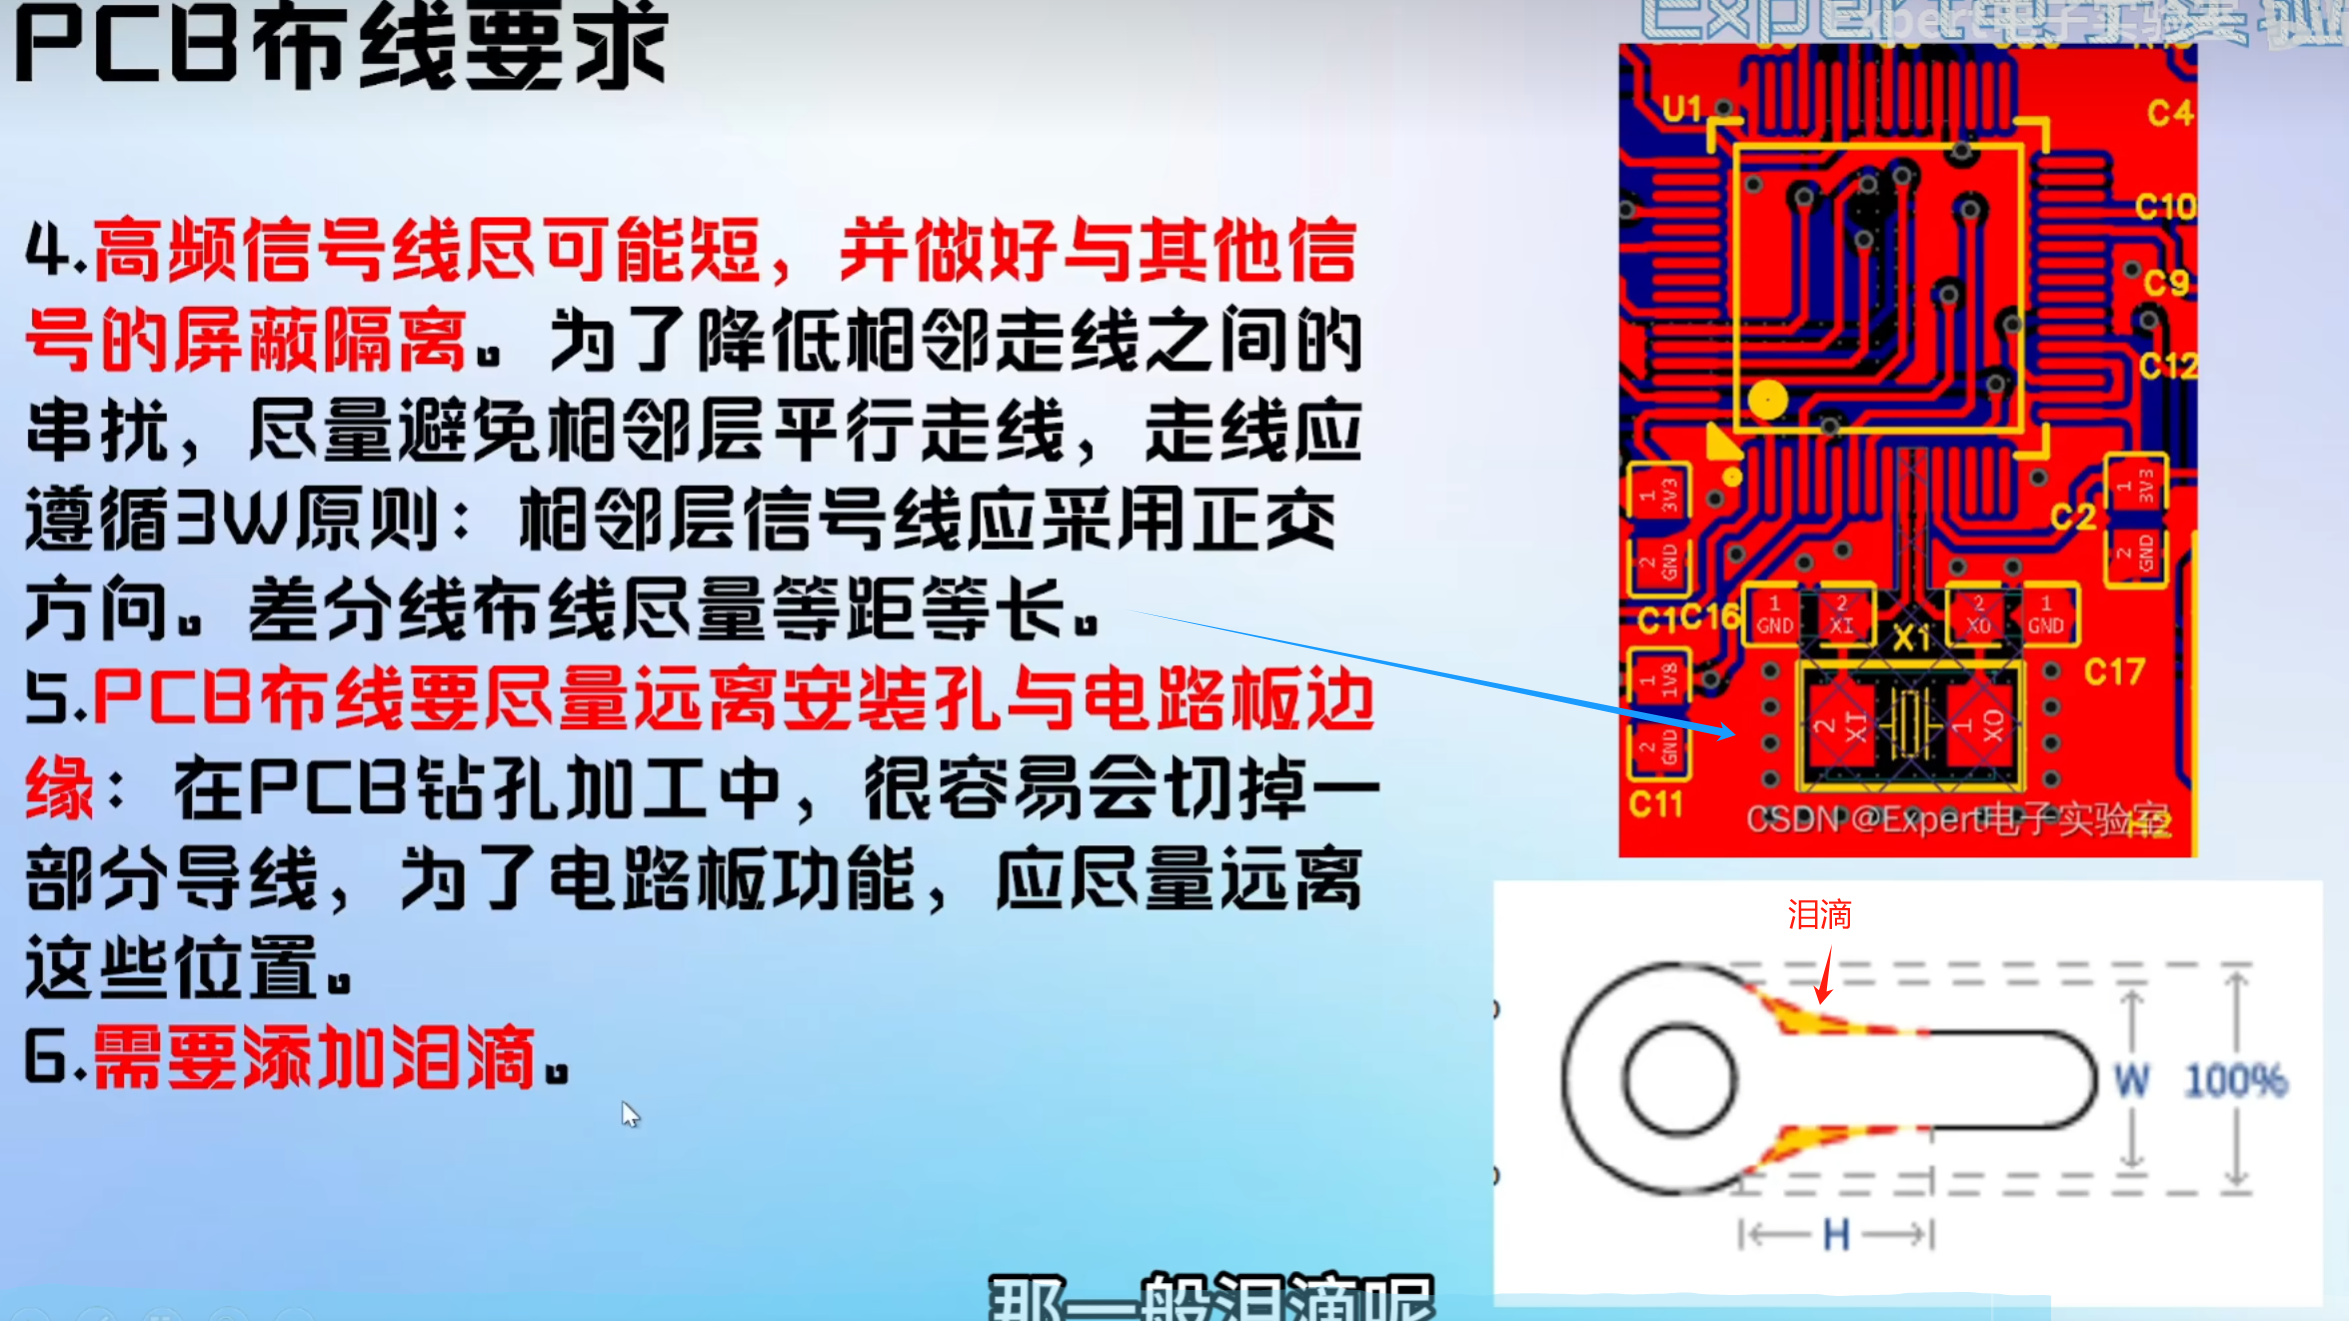 PCB布线要求
Expert电子实验室
4.高频信号线尽可能短，并做好与其他信
号的屏蔽隔离。为了降低相邻走线之间的
串扰，尽量避免相邻层平行走线，走线应
遵循3W原则：相邻层信号线应采用正交
方向。差分线布线尽量等距等长。
5.PCB布线要尽量远离安装孔与电路板边
缘：在PCB钻孔加工中，很容易会切掉一
部分导线，为了电路板功能，应尽量远离
这些位置。
6.需要添加泪滴。
U1
C4
C10
C9
C12
1 3V3
2 GND
C1
C16
1 3V3
2 GND
C2
1 GND
2 XI
X1
2 XO
1 GND
C17
1 1V8
2 GND
C11
2 XI
1 XO
H2
CSDN @Expert电子实验室
泪滴
W
100%
H
那一般泪滴呢